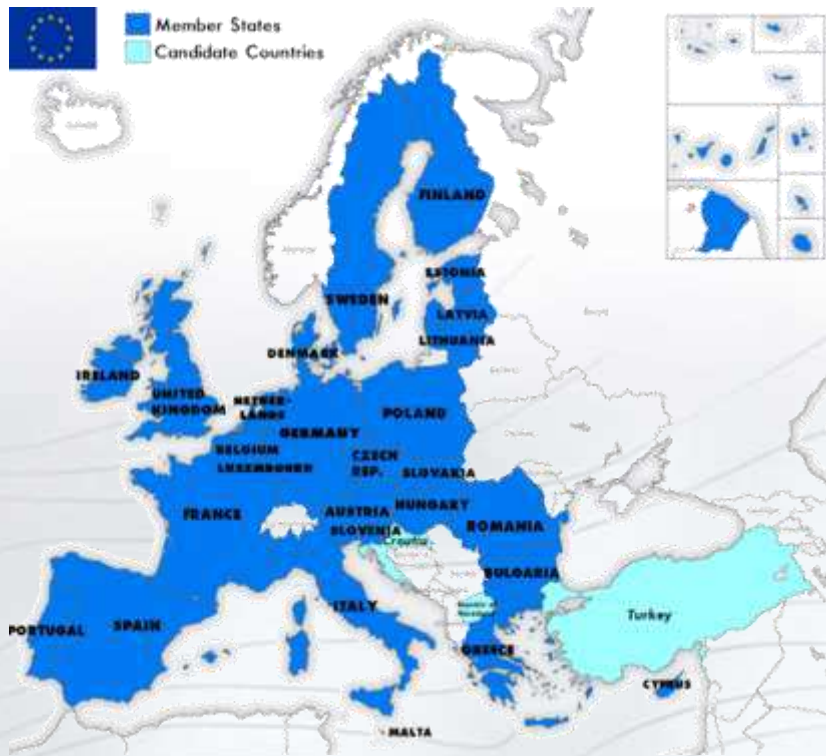 Member States
Candidate Countries
FINLAND
ESTONIA
SWEDEN
LATVIA
LITHUANIA
DENMARK
IRELAND
UNITED
KINGDOM
NETHER-
LANDS
POLAND
GERMANY
BELGIUM
CZECH
REP.
LUXEMBOURG
SLOVAKIA
HUNGARY
FRANCE
AUSTRIA
ROMANIA
SLOVENIA
Croatia
BULGARIA
ITALY
Turkey
PORTUGAL
SPAIN
GREECE
CYPRUS
MALTA